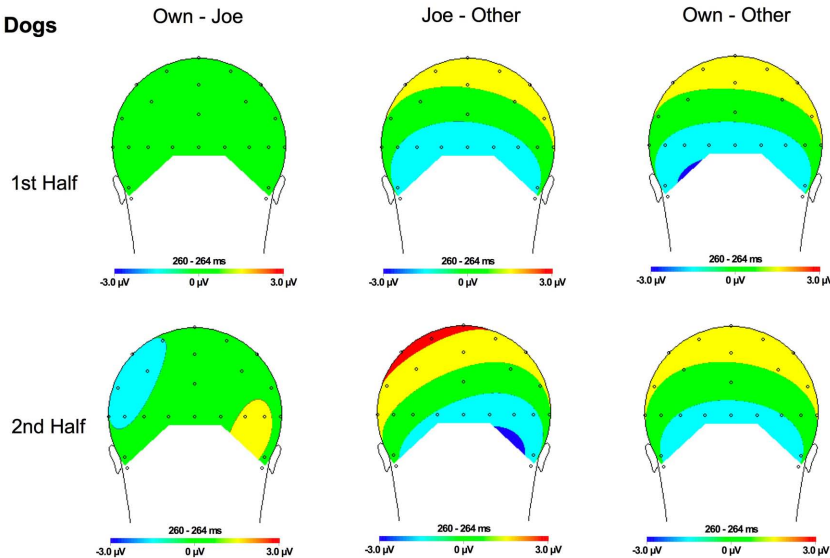 Dogs
Own - Joe
Joe - Other
Own - Other
1st Half
260 - 264 ms
-3.0 µV
0 µV
3.0 µV
260 - 264 ms
-3.0 µV
0 µV
3.0 µV
260 - 264 ms
-3.0 µV
0 µV
3.0 µV
2nd Half
260 - 264 ms
-3.0 µV
0 µV
3.0 µV
260 - 264 ms
-3.0 µV
0 µV
3.0 µV
260 - 264 ms
-3.0 µV
0 µV
3.0 µV